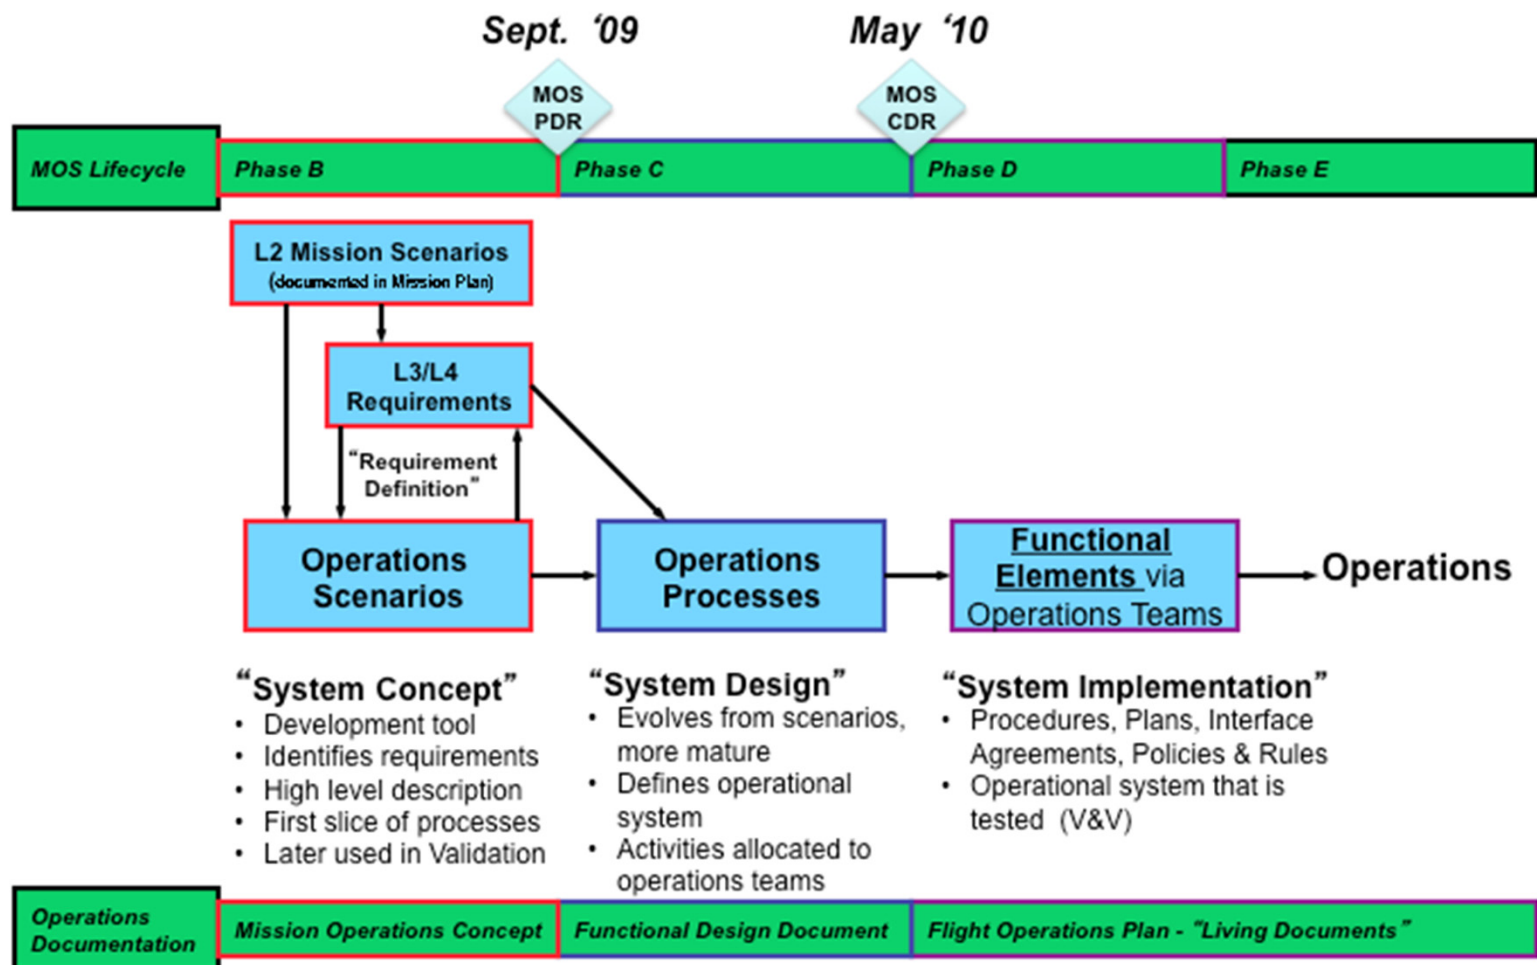 Sept. ‘09
May ‘10
MOS
PDR
MOS
CDR
MOS Lifecycle
Phase B
Phase C
Phase D
Phase E
L2 Mission Scenarios
(documented in Mission Plan)
L3/L4
Requirements
“Requirement
Definition”
Operations
Scenarios
Operations
Processes
Functional
Elements via
Operations Teams
Operations
“System Concept”
• Development tool
• Identifies requirements
• High level description
• First slice of processes
• Later used in Validation
“System Design”
• Evolves from scenarios,
more mature
• Defines operational
system
• Activities allocated to
operations teams
“System Implementation”
• Procedures, Plans, Interface
Agreements, Policies & Rules
• Operational system that is
tested (V&V)
Operations
Documentation
Mission Operations Concept
Functional Design Document
Flight Operations Plan - “Living Documents”